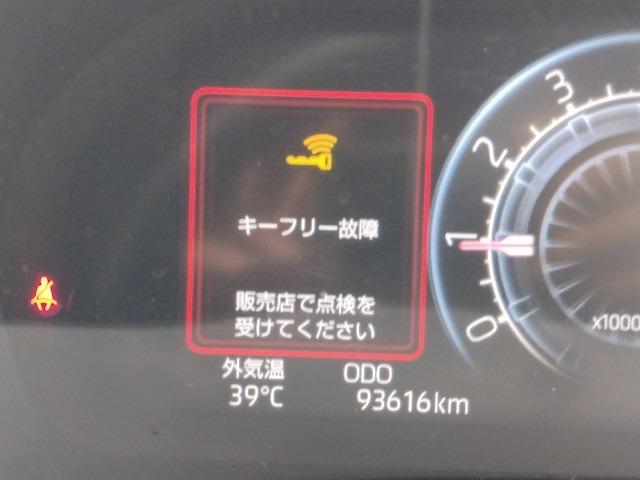 キーフリー故障
販売店で点検を
受けてください
外気温
39℃
ODO
93616km
3
2
1
0
x1000